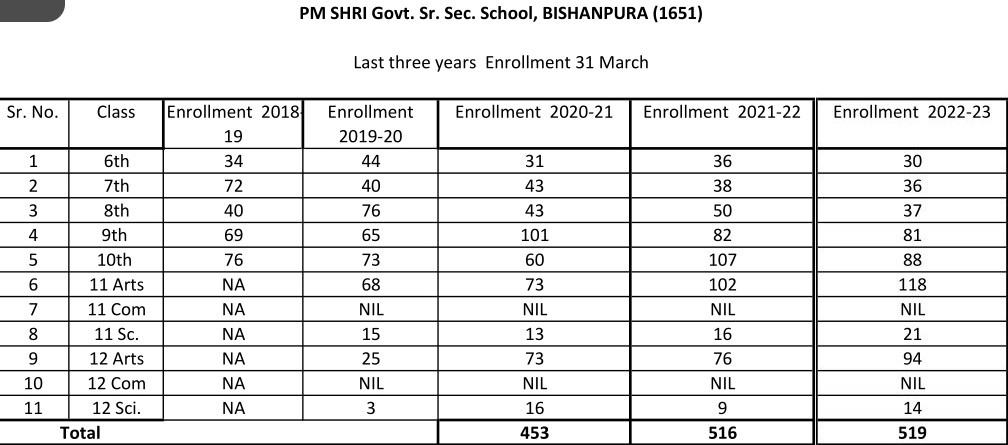 PM SHRI Govt. Sr. Sec. School, BISHANPURA (1651)
Last three years Enrollment 31 March
Sr. No. Class Enrollment 2018-19 Enrollment 2019-20 Enrollment 2020-21 Enrollment 2021-22 Enrollment 2022-23
1 6th 34 44 31 36 30
2 7th 72 40 43 38 36
3 8th 40 76 43 50 37
4 9th 69 65 101 82 81
5 10th 76 73 60 107 88
6 11 Arts NA 68 73 102 118
7 11 Com NA NIL NIL NIL NIL
8 11 Sc. NA 15 13 16 21
9 12 Arts NA 25 73 76 94
10 12 Com NA NIL NIL NIL NIL
11 12 Sci. NA 3 16 9 14
Total 453 516 519